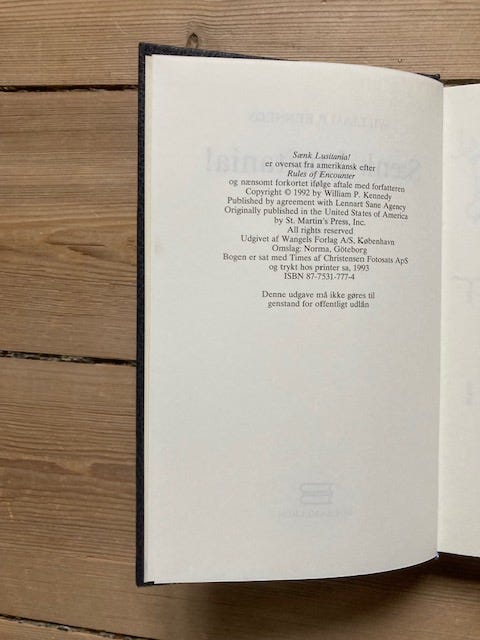 Sænk Lusitania!
er oversat fra amerikansk efter
Rules of Encounter
og nænsomt forkortet ifølge aftale med forfatteren
Copyright © 1992 by William P. Kennedy
Published by agreement with Lennart Sane Agency
Originally published in the United States of America
by St. Martin's Press, Inc.
All rights reserved
Udgivet af Wangels Forlag A/S, København
Omslag: Norma, Göteborg
Bogen er sat med Times af Christensen Fotosats ApS
og trykt hos printer sa, 1993
ISBN 87-7531-777-4
Denne udgave må ikke gøres til
genstand for offentligt udlån